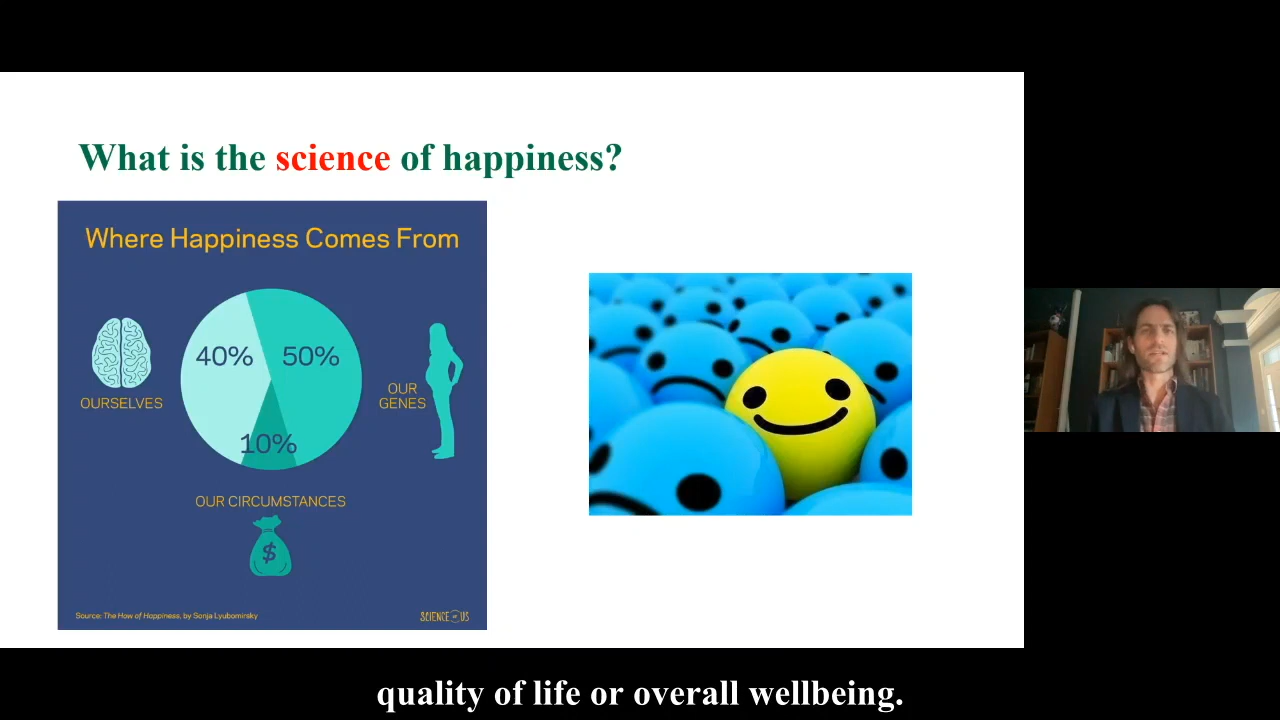 What is the science of happiness?
Where Happiness Comes From
40%
50%
OURSELVES
OUR
GENES
10%
OUR CIRCUMSTANCES
$
Source: The How of Happiness, by Sonja Lyubomirsky
SCIENCE OF US
quality of life or overall wellbeing.